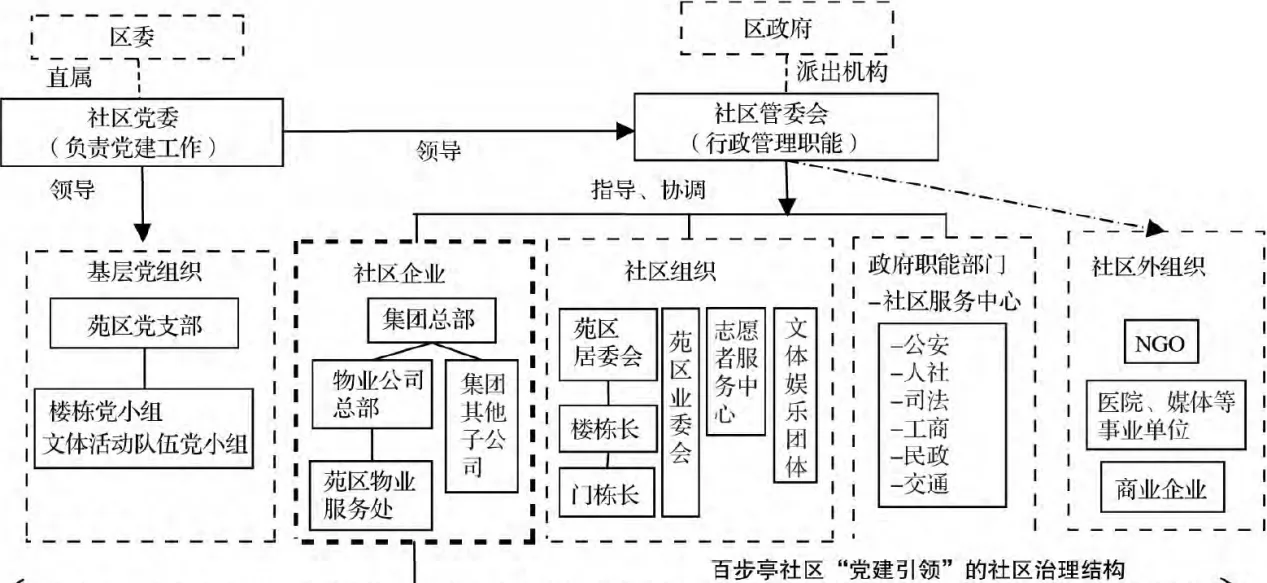 区委
区政府
直属
派出机构
社区党委
（负责党建工作）
社区管委会
（行政管理职能）
领导
领导
指导、协调
基层党组织
苑区党支部
楼栋党小组
文体活动队伍党小组
社区企业
集团总部
物业公司
总部
集团
其他
子公
司
苑区物业
服务处
社区组织
苑区
居委会
楼栋长
门栋长
苑区业委会
志愿
者服
务中
心
文体娱乐团体
政府职能部门
–社区服务中心
–公安
–人社
–司法
–工商
–民政
–交通
社区外组织
NGO
医院、媒体等
事业单位
商业企业
百步亭社区“党建引领”的社区治理结构